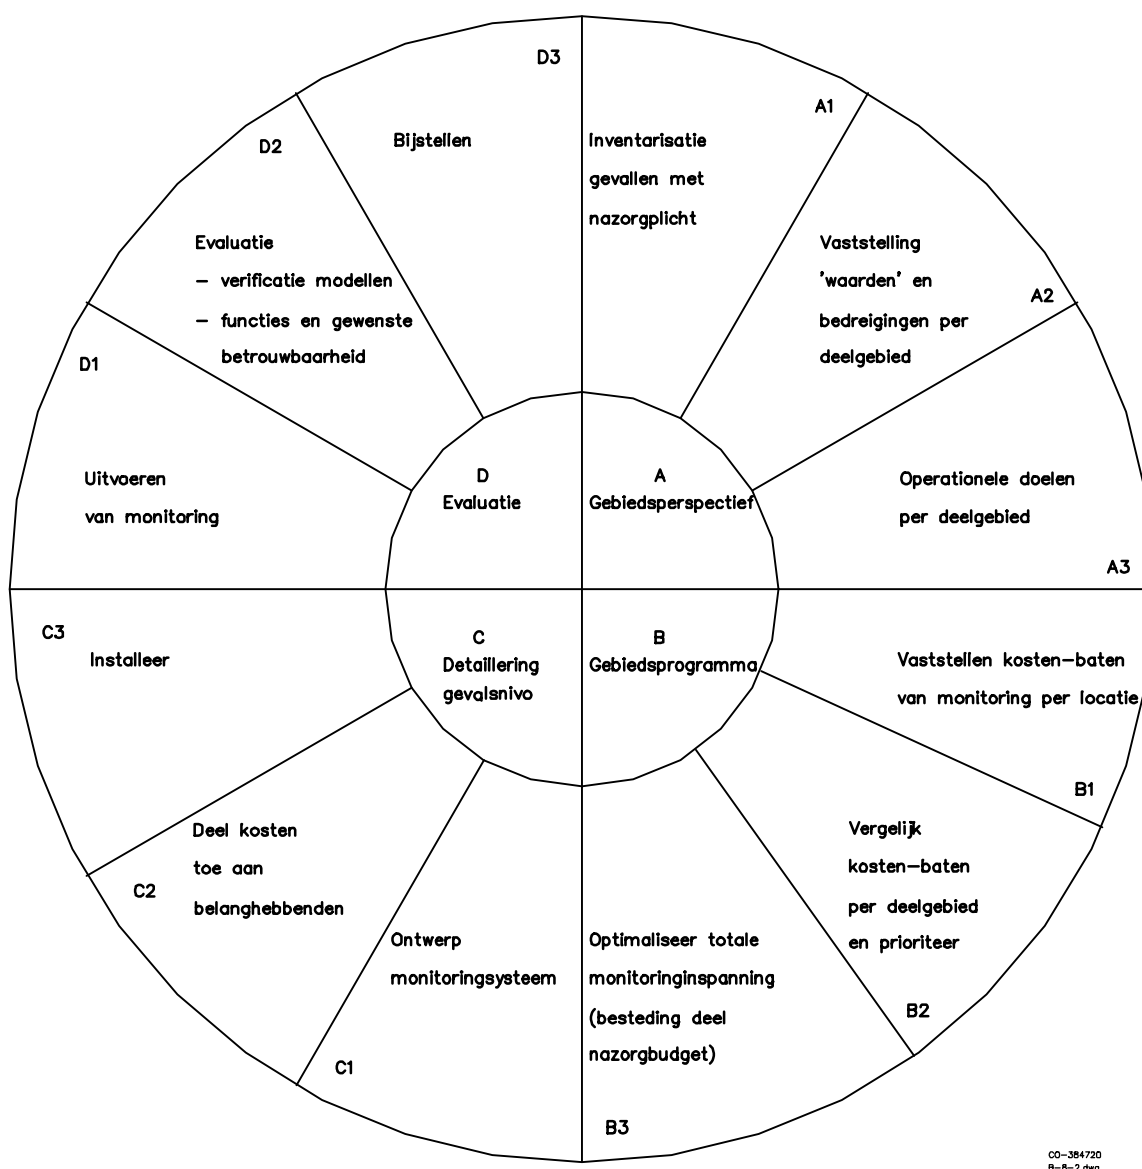 D3
A1
Inventarisatie
gevallen met
nazorgplicht
A2
Vaststelling
'waarden' en
bedreigingen per
deelgebied
A3
Operationele doelen
per deelgebied
A
Gebiedsperspectief
B
Gebiedsprogramma
Vaststellen kosten-baten
van monitoring per locatie
B1
Vergelijk
kosten-baten
per deelgebied
en prioriteer
B2
Optimaliseer totale
monitoringinspanning
(besteding deel
nazorgbudget)
B3
C
Detaillering
gevalsnivo
Ontwerp
monitoringsysteem
C1
Deel kosten
toe aan
belanghebbenden
C2
C3
Installeer
D
Evaluatie
D1
Uitvoeren
van monitoring
D2
Evaluatie
- verificatie modellen
- functies en gewenste
betrouwbaarheid
Bijstellen
CO-384720